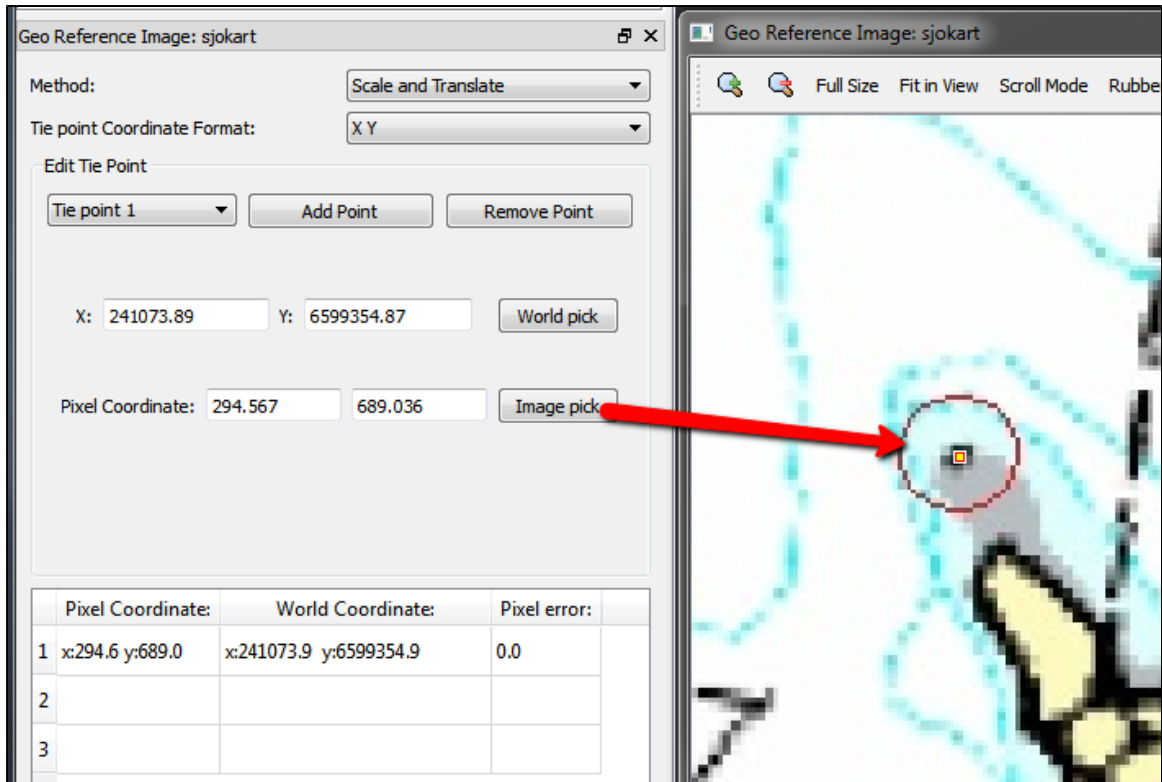 Geo Reference Image: sjokart
Method: Scale and Translate
Tie point Coordinate Format: X Y
Edit Tie Point
Tie point 1 Add Point Remove Point
X: 241073.89 Y: 6599354.87 World pick
Pixel Coordinate: 294.567 689.036 Image pick
Pixel Coordinate: World Coordinate: Pixel error:
1 x:294.6 y:689.0 x:241073.9 y:6599354.9 0.0
2
3
Geo Reference Image: sjokart
Full Size Fit in View Scroll Mode Rubbe